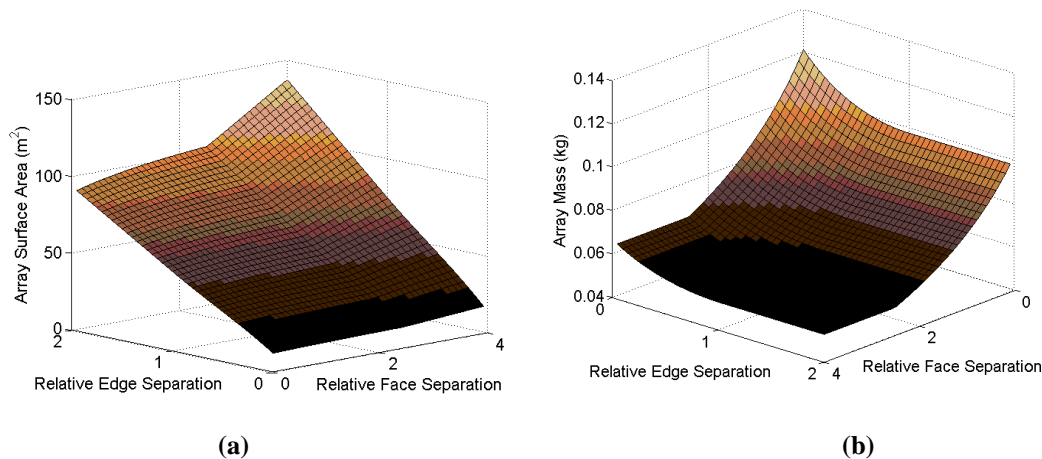 150
100
50
0
Array Surface Area (m²)
2
1
0
Relative Edge Separation
0
2
4
Relative Face Separation
(a)
0.14
0.12
0.1
0.08
0.06
0.04
Array Mass (kg)
0
1
2
Relative Edge Separation
4
2
0
Relative Face Separation
(b)